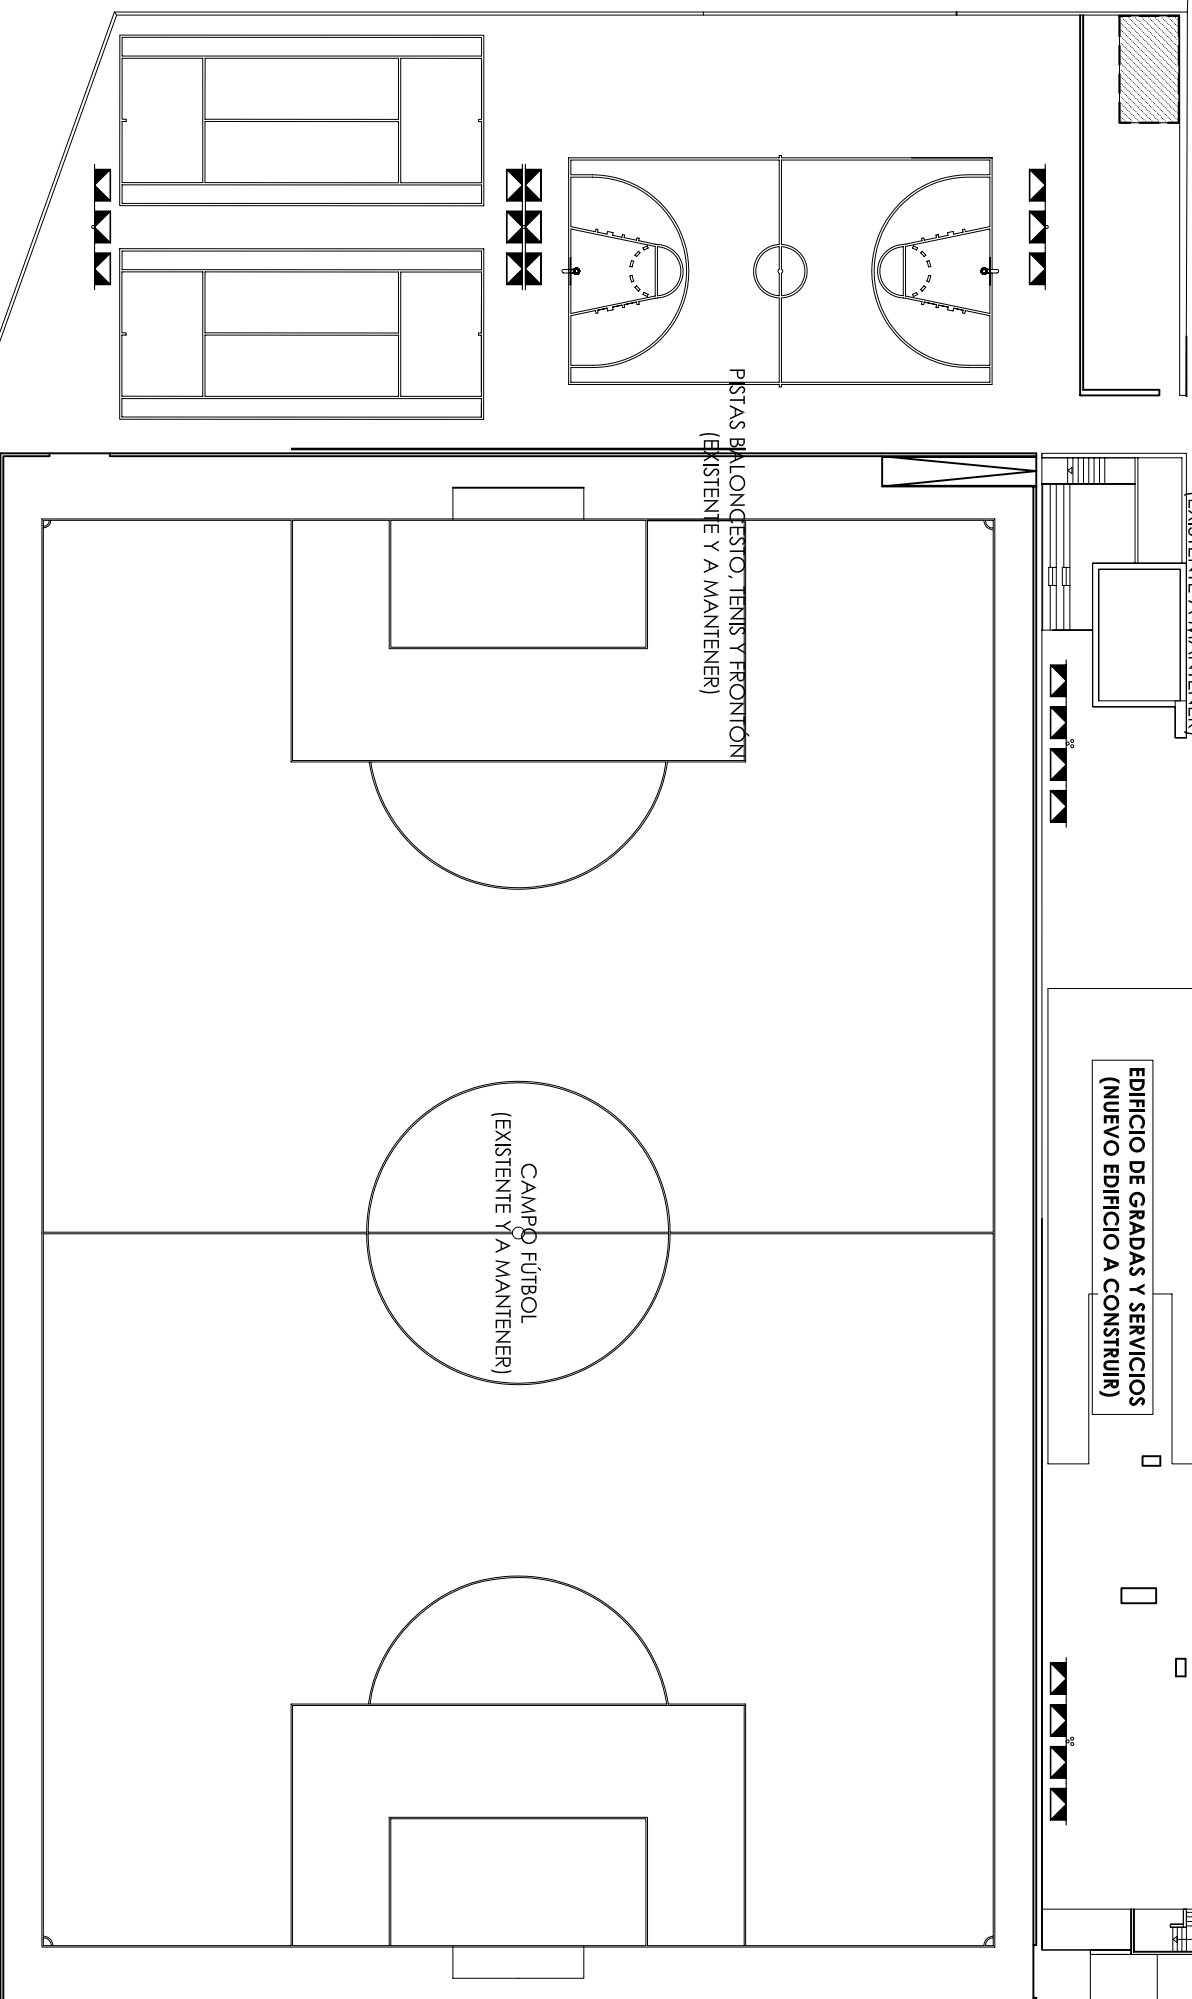 PISTAS BALONCESTO, TENIS Y FRONTÓN
(EXISTENTE Y A MANTENER)
EDIFICIO DE GRADAS Y SERVICIOS
(NUEVO EDIFICIO A CONSTRUIR)
CAMPO FÚTBOL
(EXISTENTE Y A MANTENER)